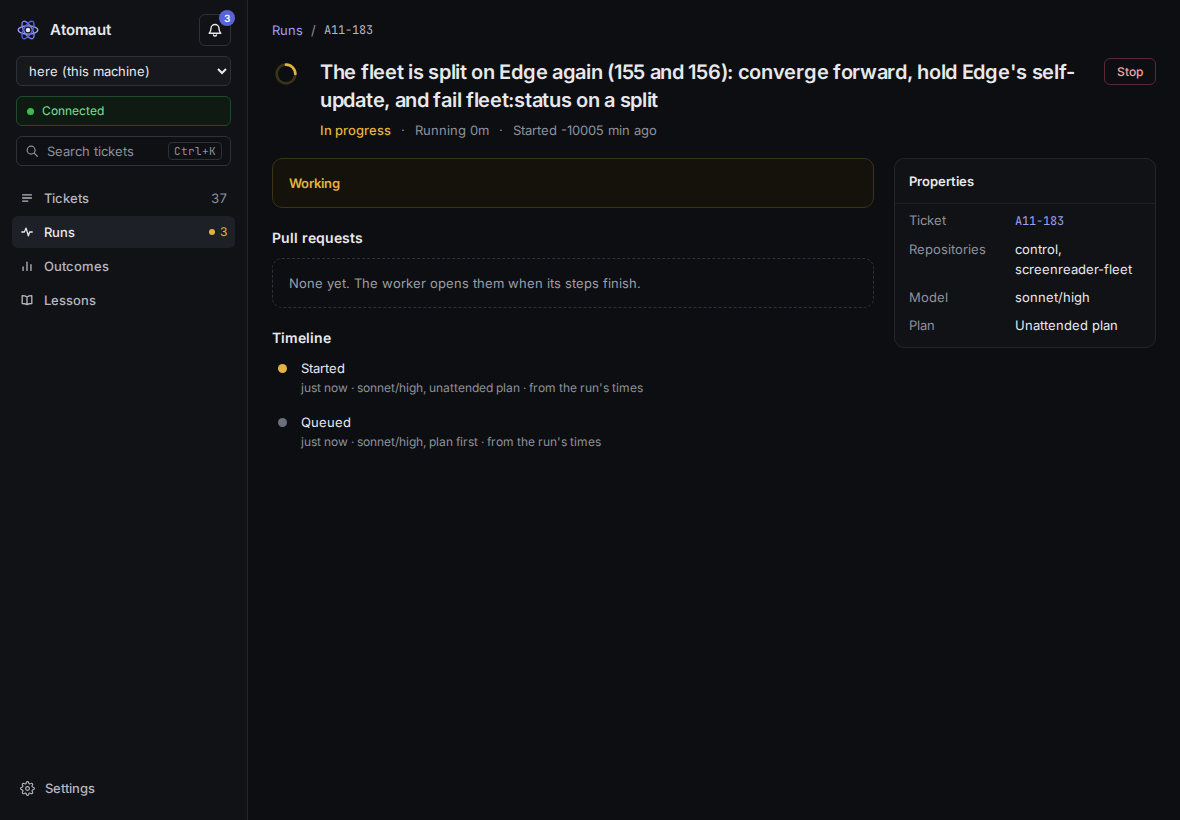 Atomaut
3
here (this machine)
Connected
Search tickets Ctrl+K
Tickets 37
Runs 3
Outcomes
Lessons
Settings
Runs / A11-183
The fleet is split on Edge again (155 and 156): converge forward, hold Edge's self-
update, and fail fleet:status on a split
Stop
In progress · Running 0m · Started -10005 min ago
Working
Pull requests
None yet. The worker opens them when its steps finish.
Timeline
Started
just now · sonnet/high, unattended plan · from the run's times
Queued
just now · sonnet/high, plan first · from the run's times
Properties
Ticket A11-183
Repositories control,
screenreader-fleet
Model sonnet/high
Plan Unattended plan